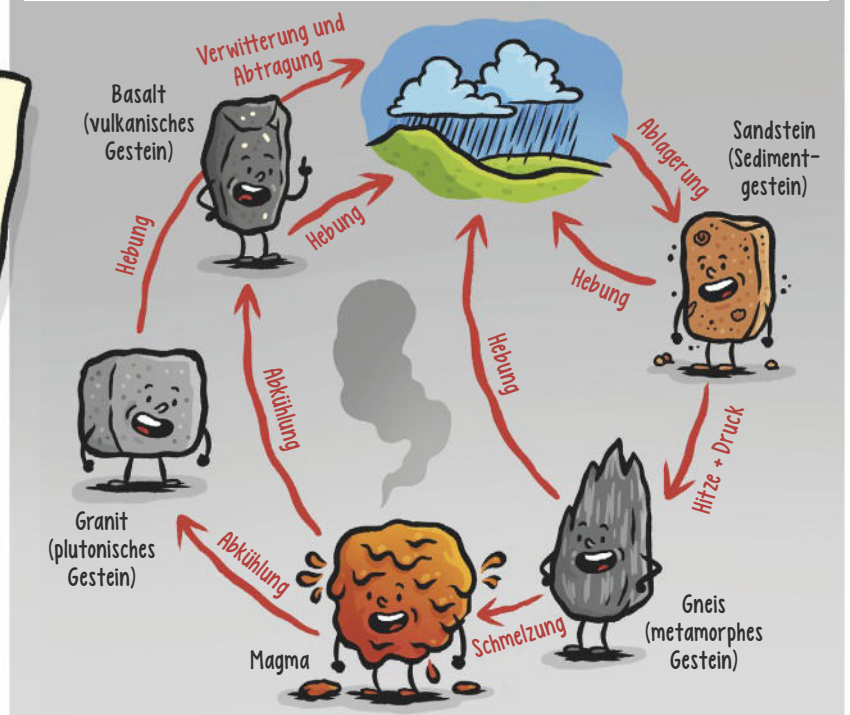 Verwitterung und
Abtragung
Basalt
(vulkanisches
Gestein)
Ablagerung
Sandstein
(Sediment-
gestein)
Hebung
Hebung
Hebung
Hebung
Abkühlung
Hitze + Druck
Granit
(plutonisches
Gestein)
Abkühlung
Magma
Schmelzung
Gneis
(metamorphes
Gestein)